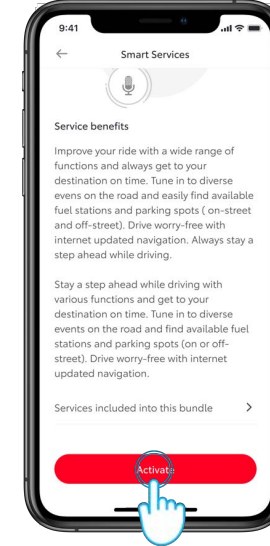 9:41
Smart Services
Service benefits
Improve your ride with a wide range of
functions and always get to your
destination on time. Tune in to diverse
evens on the road and easily find available
fuel stations and parking spots ( on-street
and off-street). Drive worry-free with
internet updated navigation. Always stay a
step ahead while driving.
Stay a step ahead while driving with
various functions and get to your
destination on time. Tune in to diverse
events on the road and find available fuel
stations and parking spots (on or off-
street). Drive worry-free with internet
updated navigation.
Services included into this bundle
Activate